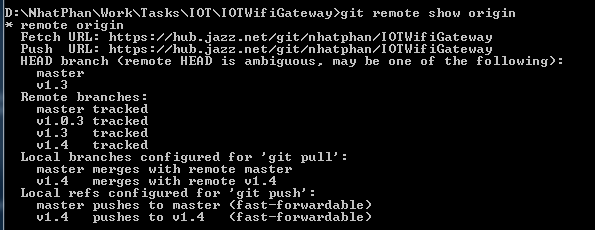 D:\NhatPhan\Work\Tasks\IOT\IOTWifiGateway>git remote show origin
* remote origin
  Fetch URL: https://hub.jazz.net/git/nhatphan/IOTWifiGateway
  Push  URL: https://hub.jazz.net/git/nhatphan/IOTWifiGateway
  HEAD branch (remote HEAD is ambiguous, may be one of the following):
    master
    v1.3
  Remote branches:
    master tracked
    v1.0.3 tracked
    v1.3   tracked
    v1.4   tracked
  Local branches configured for 'git pull':
    master merges with remote master
    v1.4   merges with remote v1.4
  Local refs configured for 'git push':
    master pushes to master (fast-forwardable)
    v1.4   pushes to v1.4   (fast-forwardable)